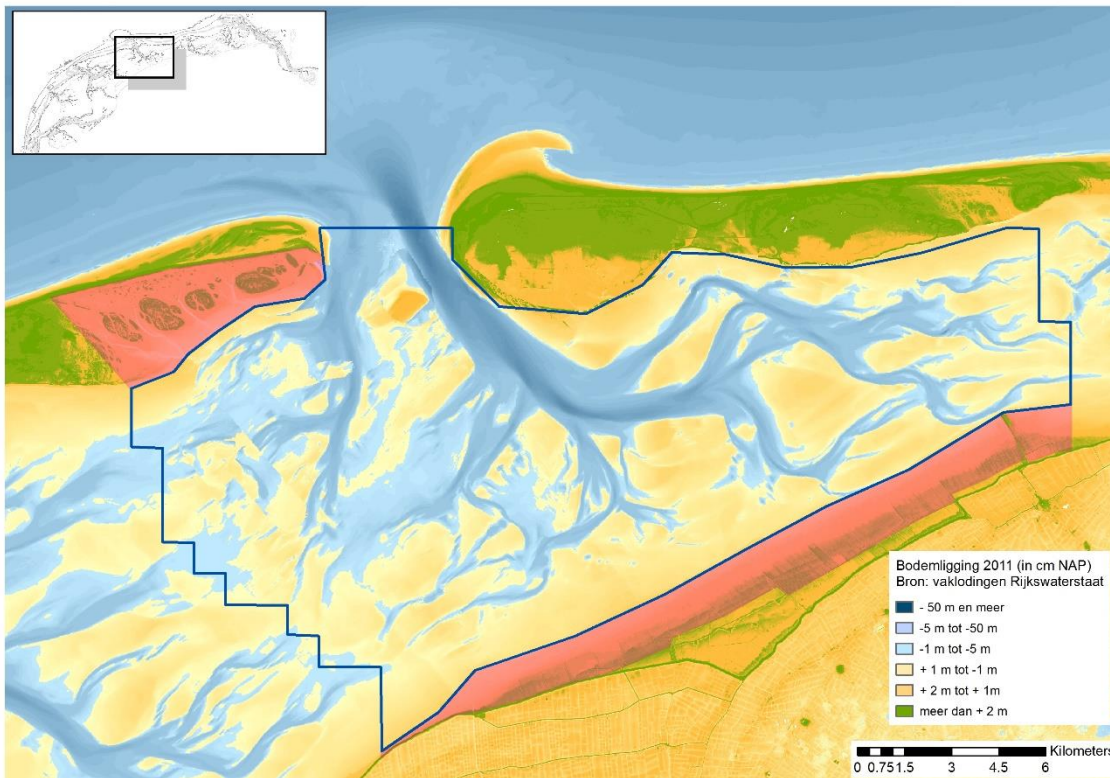 Bodemligging 2011 (in cm NAP)
Bron: vaklodingen Rijkswaterstaat
- 50 m en meer
-5 m tot -50 m
-1 m tot -5 m
+ 1 m tot -1 m
+ 2 m tot + 1m
meer dan + 2 m
Kilometers
0 0.75 1.5 3 4.5 6